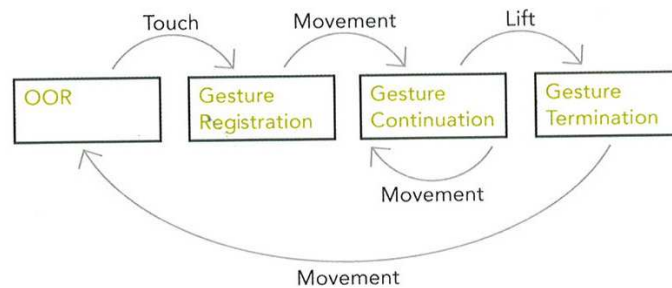 Touch
Movement
Lift
OOR
Gesture
Registration
Gesture
Continuation
Gesture
Termination
Movement
Movement